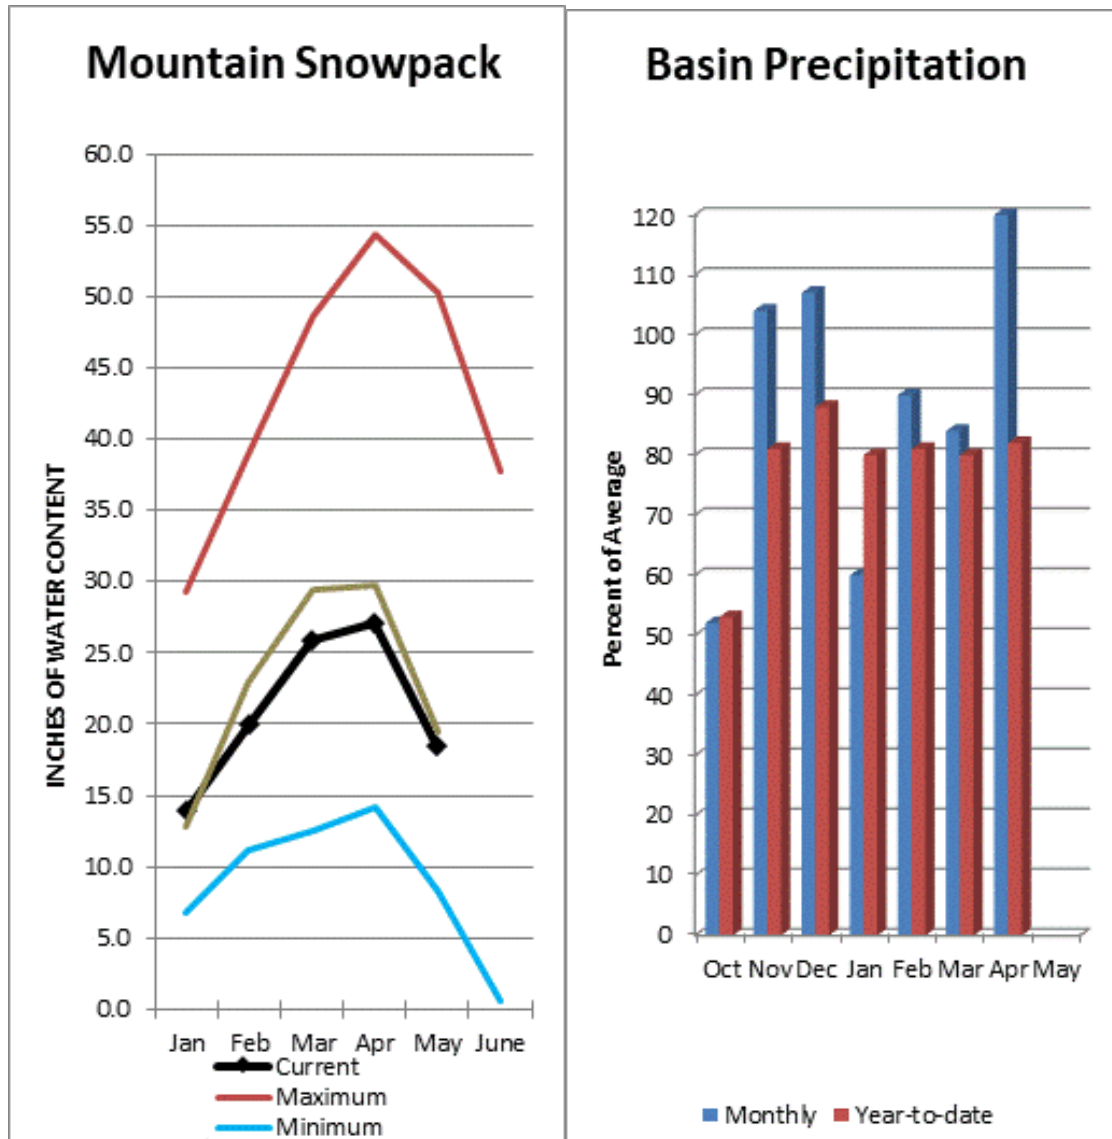 Mountain Snowpack
60.0
55.0
50.0
45.0
40.0
35.0
30.0
25.0
20.0
15.0
10.0
5.0
0.0
INCHES OF WATER CONTENT
Jan Feb Mar Apr May June
Current
Maximum
Minimum
Basin Precipitation
120
110
100
90
80
70
60
50
40
30
20
10
0
Percent of Average
Oct Nov Dec Jan Feb Mar Apr May
Monthly Year-to-date